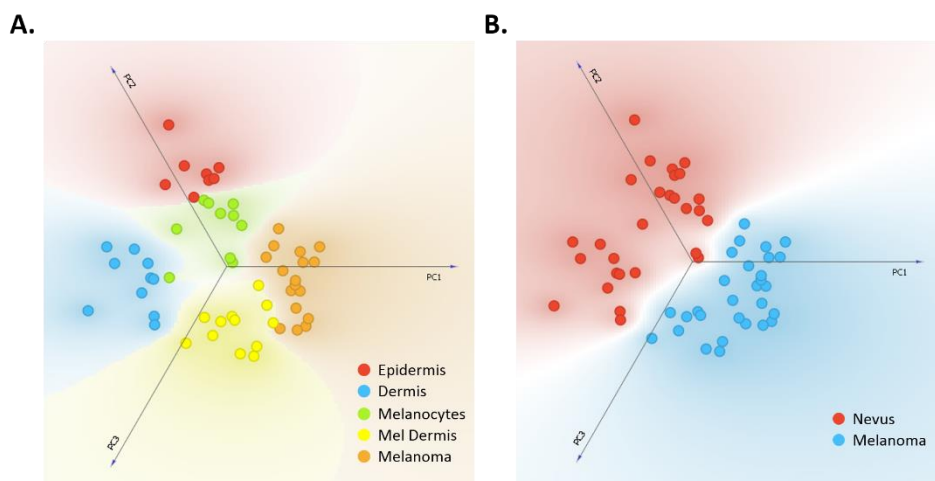 A.
B.
PC2
PC1
PC3
Epidermis
Dermis
Melanocytes
Mel Dermis
Melanoma
PC2
PC1
PC3
Nevus
Melanoma